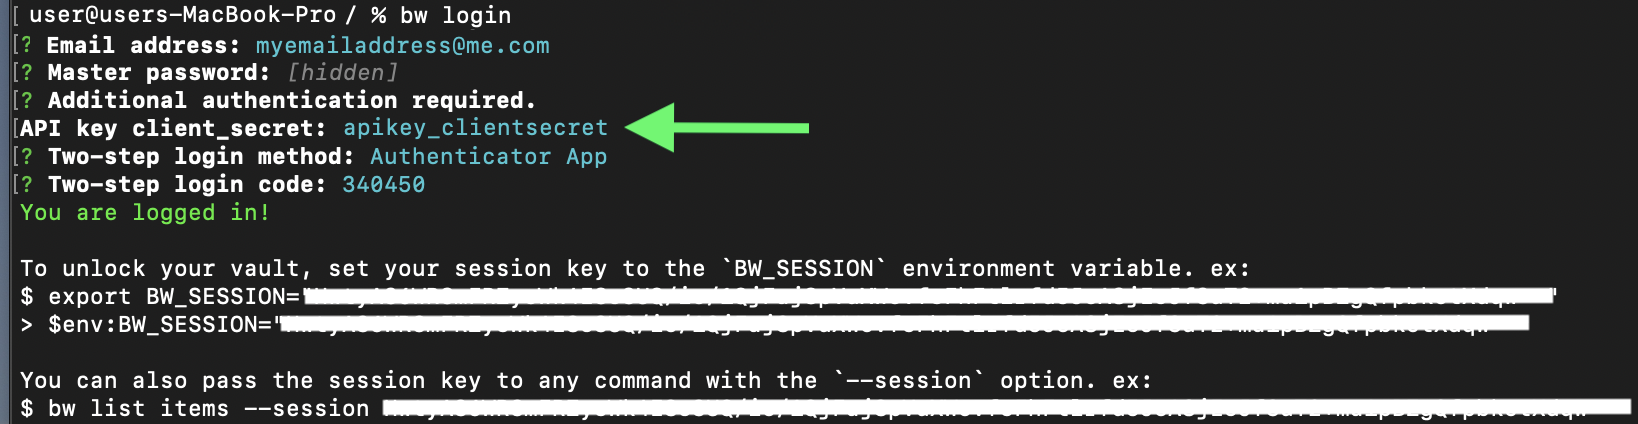 user@users-MacBook-Pro / % bw login
? Email address: myemailaddress@me.com
? Master password: [hidden]
? Additional authentication required.
API key client_secret: apikey_clientsecret
? Two-step login method: Authenticator App
? Two-step login code: 340450
You are logged in!
To unlock your vault, set your session key to the `BW_SESSION` environment variable. ex:
$ export BW_SESSION="
> $env:BW_SESSION="
You can also pass the session key to any command with the `--session` option. ex:
$ bw list items --session